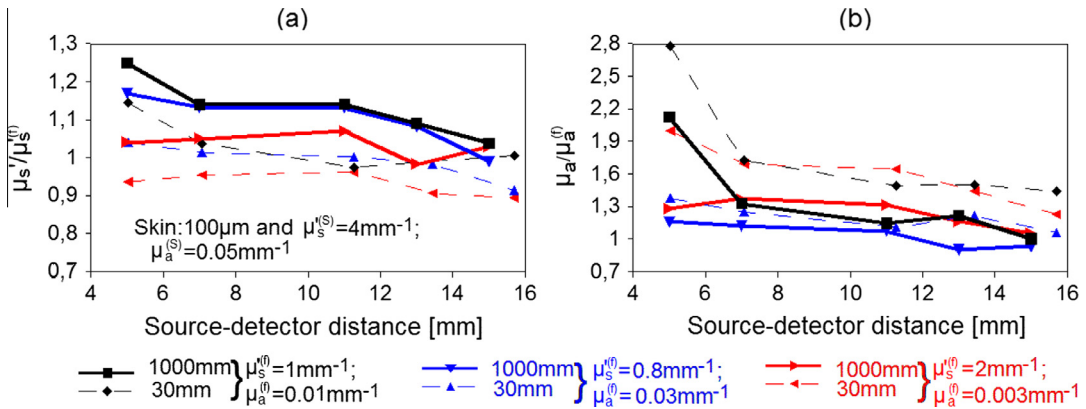 (a)
μs'/μs'(f)
1,3
1,2
1,1
1
0,9
0,8
0,7
Skin:100μm and μs'(S)=4mm-1;
μa(S)=0.05mm-1
4 6 8 10 12 14 16
Source-detector distance [mm]
(b)
μa/μa(f)
2,8
2,5
2,2
1,9
1,6
1,3
1
0,7
4 6 8 10 12 14 16
Source-detector distance [mm]
1000mm } μs'(f)=1mm-1;
30mm } μa(f)=0.01mm-1
1000mm } μs'(f)=0.8mm-1;
30mm } μa(f)=0.03mm-1
1000mm } μs'(f)=2mm-1;
30mm } μa(f)=0.003mm-1